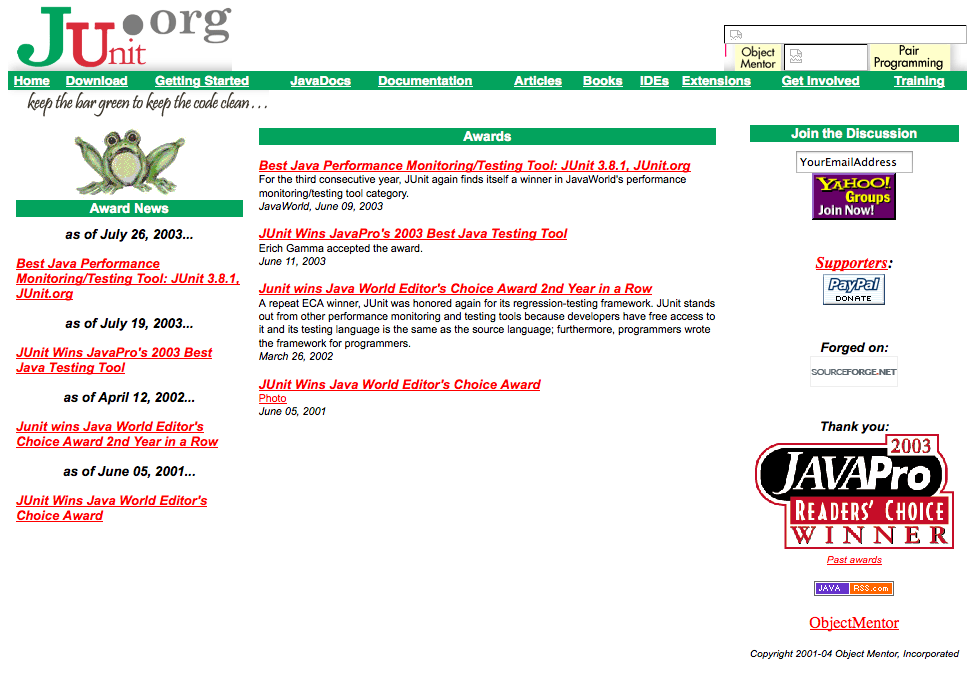 JUnit.org
Object
Mentor
Pair
Programming
Home Download Getting Started JavaDocs Documentation Articles Books IDEs Extensions Get Involved Training
keep the bar green to keep the code clean . . .
Award News
as of July 26, 2003...
Best Java Performance
Monitoring/Testing Tool: JUnit 3.8.1,
JUnit.org
as of July 19, 2003...
JUnit Wins JavaPro's 2003 Best
Java Testing Tool
as of April 12, 2002...
Junit wins Java World Editor's
Choice Award 2nd Year in a Row
as of June 05, 2001...
JUnit Wins Java World Editor's
Choice Award
Awards
Best Java Performance Monitoring/Testing Tool: JUnit 3.8.1, JUnit.org
For the third consecutive year, JUnit again finds itself a winner in JavaWorld's performance
monitoring/testing tool category.
JavaWorld, June 09, 2003
JUnit Wins JavaPro's 2003 Best Java Testing Tool
Erich Gamma accepted the award.
June 11, 2003
Junit wins Java World Editor's Choice Award 2nd Year in a Row
A repeat ECA winner, JUnit was honored again for its regression-testing framework. JUnit stands
out from other performance monitoring and testing tools because developers have free access to
it and its testing language is the same as the source language; furthermore, programmers wrote
the framework for programmers.
March 26, 2002
JUnit Wins Java World Editor's Choice Award
Photo
June 05, 2001
Join the Discussion
YourEmailAddress
YAHOO!
Groups
Join Now!
Supporters:
PayPal
DONATE
Forged on:
SOURCEFORGE.NET
Thank you:
2003
JAVAPro
READERS' CHOICE
WINNER
Past awards
JAVA RSS.com
ObjectMentor
Copyright 2001-04 Object Mentor, Incorporated